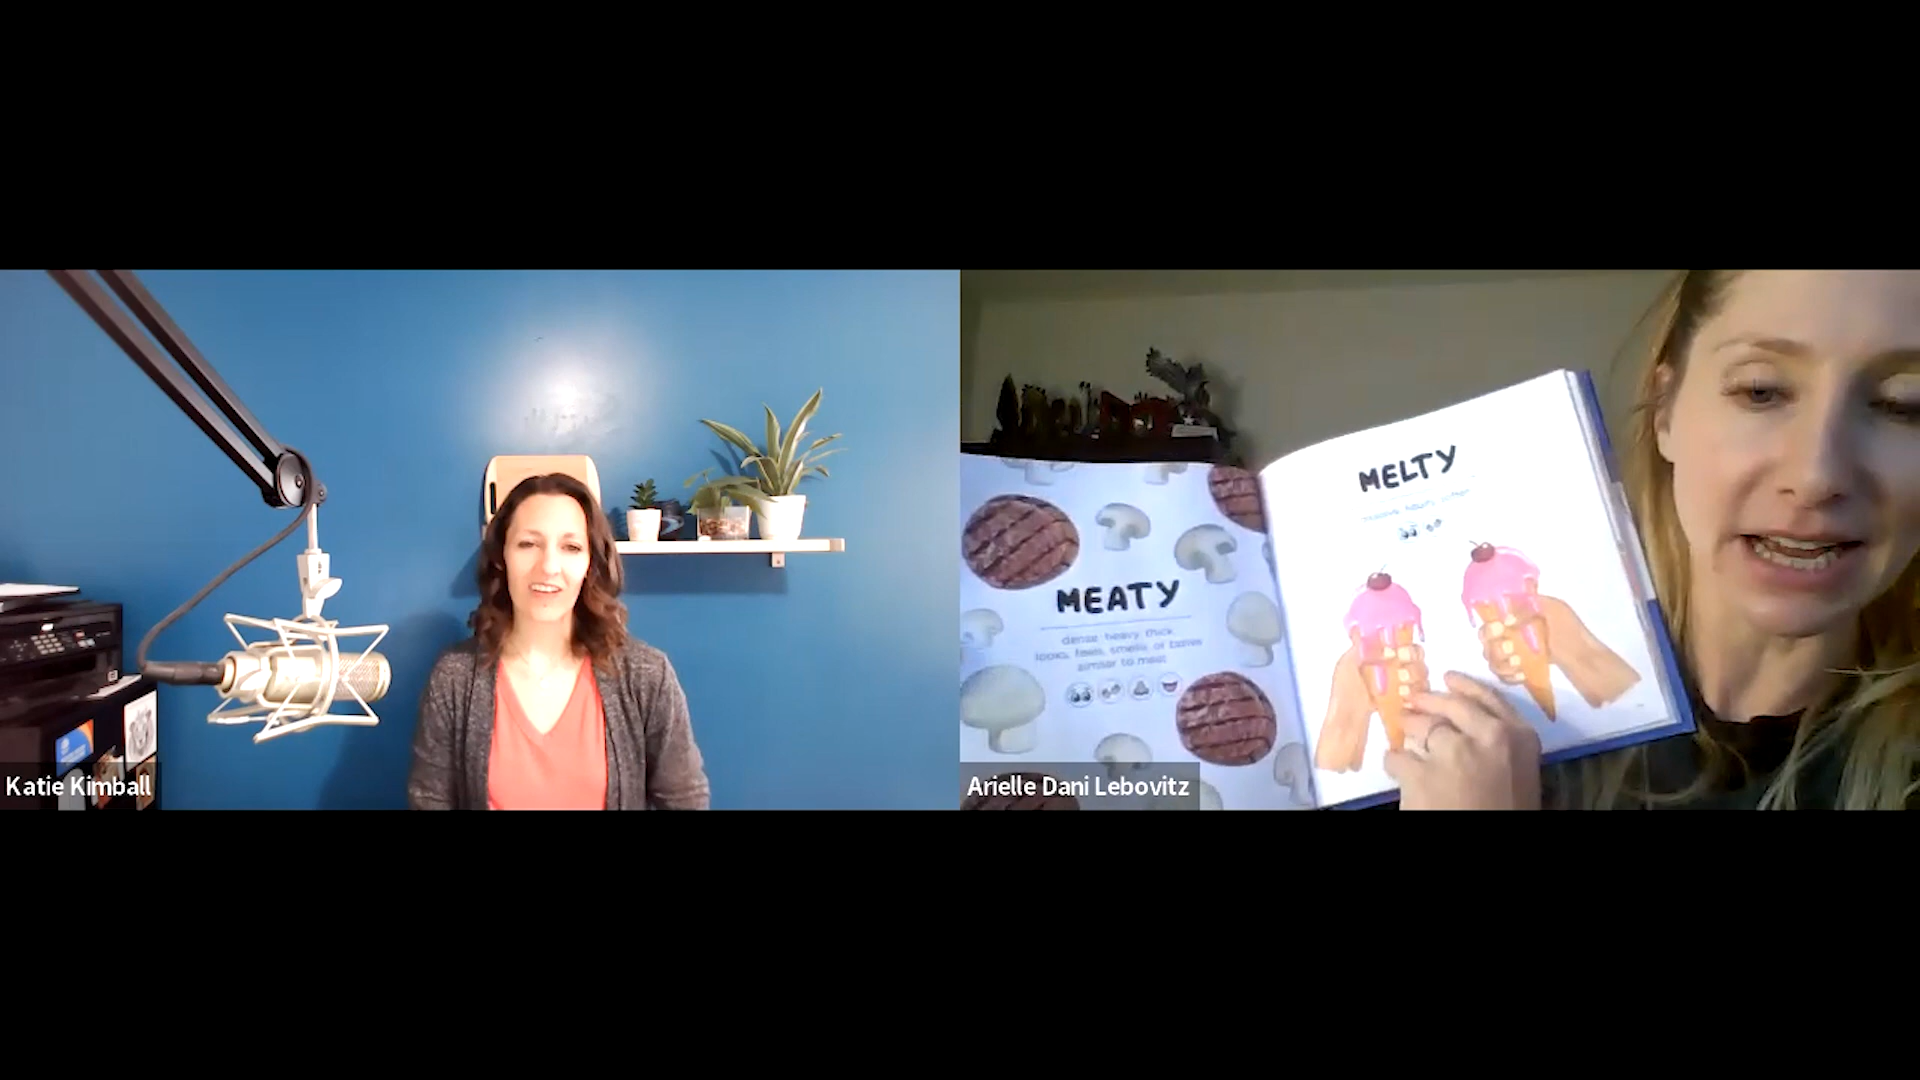 MEATY
dense heavy thick
looks, feels, smells, or tastes
similar to meat
MELTY
Katie Kimball
Arielle Dani Lebovitz